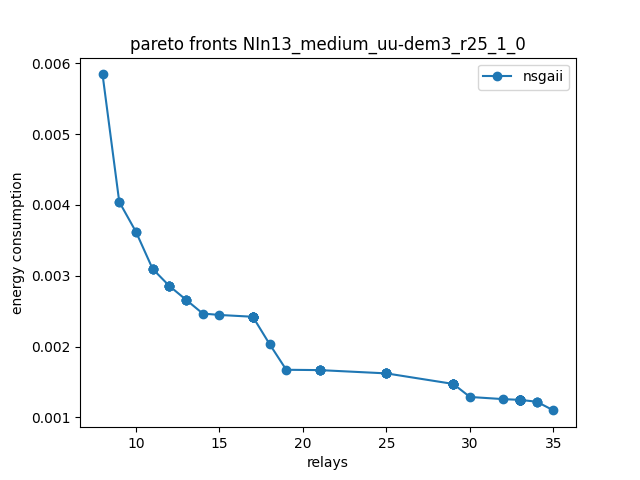 pareto fronts NIn13_medium_uu-dem3_r25_1_0
nsgaii
0.006
0.005
0.004
0.003
0.002
0.001
energy consumption
10 15 20 25 30 35
relays